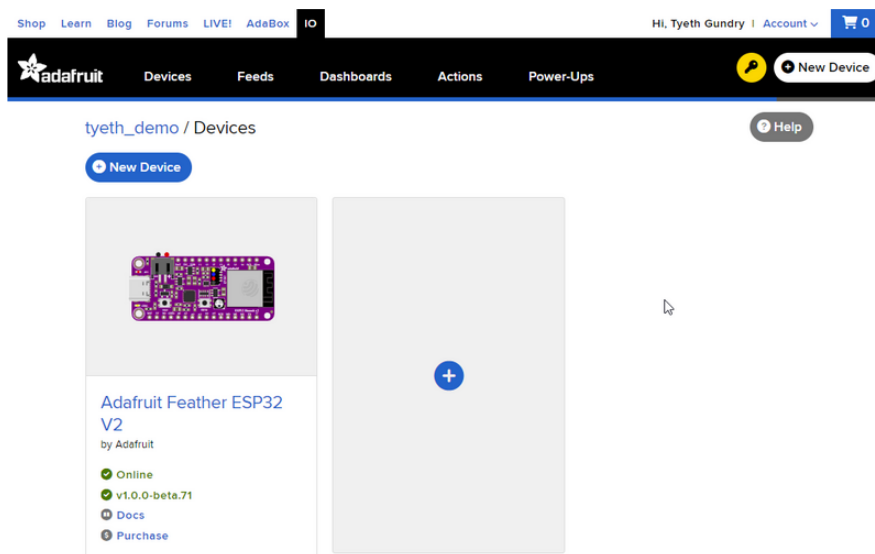 Shop Learn Blog Forums LIVE! AdaBox IO Hi, Tyeth Gundry | Account 0
adafruit Devices Feeds Dashboards Actions Power-Ups New Device
tyeth_demo / Devices Help
New Device
Adafruit Feather ESP32
V2
by Adafruit
Online
v1.0.0-beta.71
Docs
Purchase